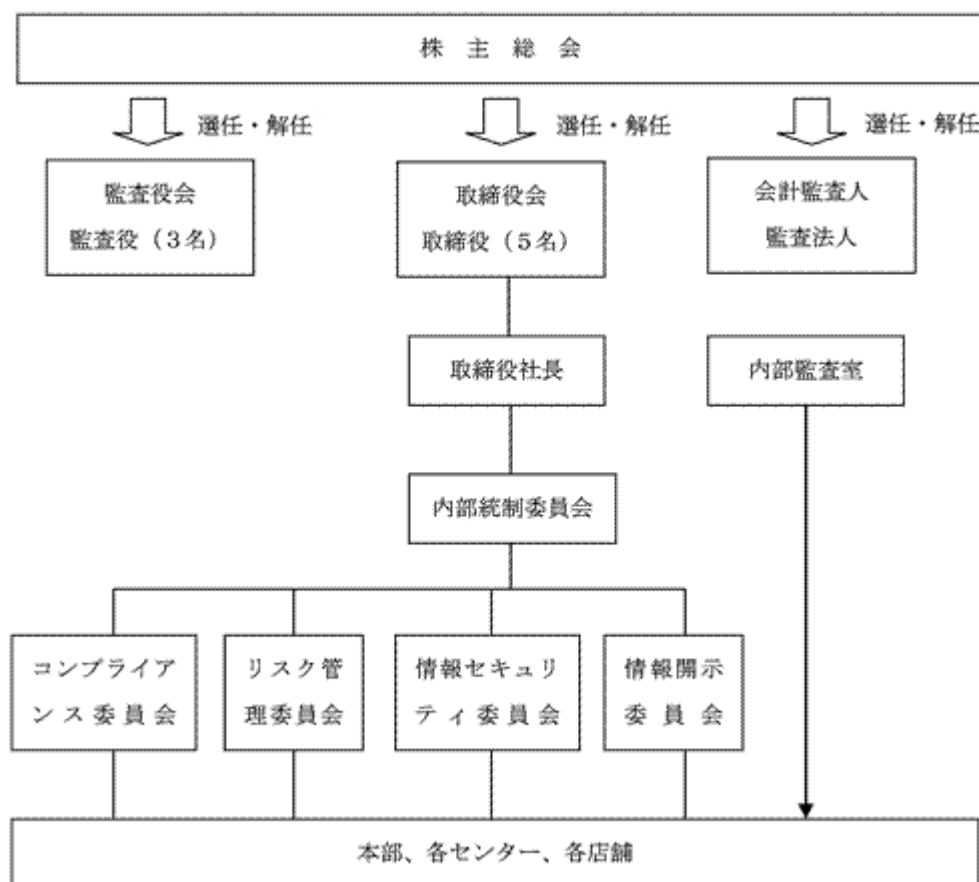 株主総会
選任・解任
選任・解任
選任・解任
監査役会
監査役（３名）
取締役会
取締役（５名）
会計監査人
監査法人
取締役社長
内部監査室
内部統制委員会
コンプライア
ンス委員会
リスク管
理委員会
情報セキュリ
ティ委員会
情報開示
委員会
本部、各センター、各店舗